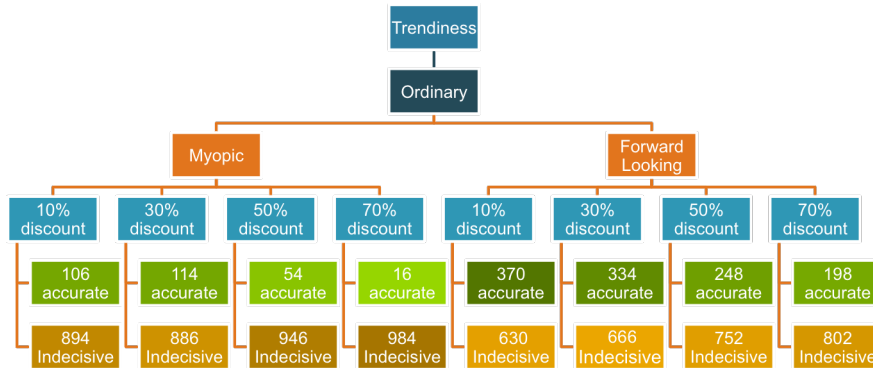 Trendiness
Ordinary
Myopic
Forward
Looking
10%
discount
30%
discount
50%
discount
70%
discount
10%
discount
30%
discount
50%
discount
70%
discount
106
accurate
114
accurate
54
accurate
16
accurate
370
accurate
334
accurate
248
accurate
198
accurate
894
Indecisive
886
Indecisive
946
Indecisive
984
Indecisive
630
Indecisive
666
Indecisive
752
Indecisive
802
Indecisive